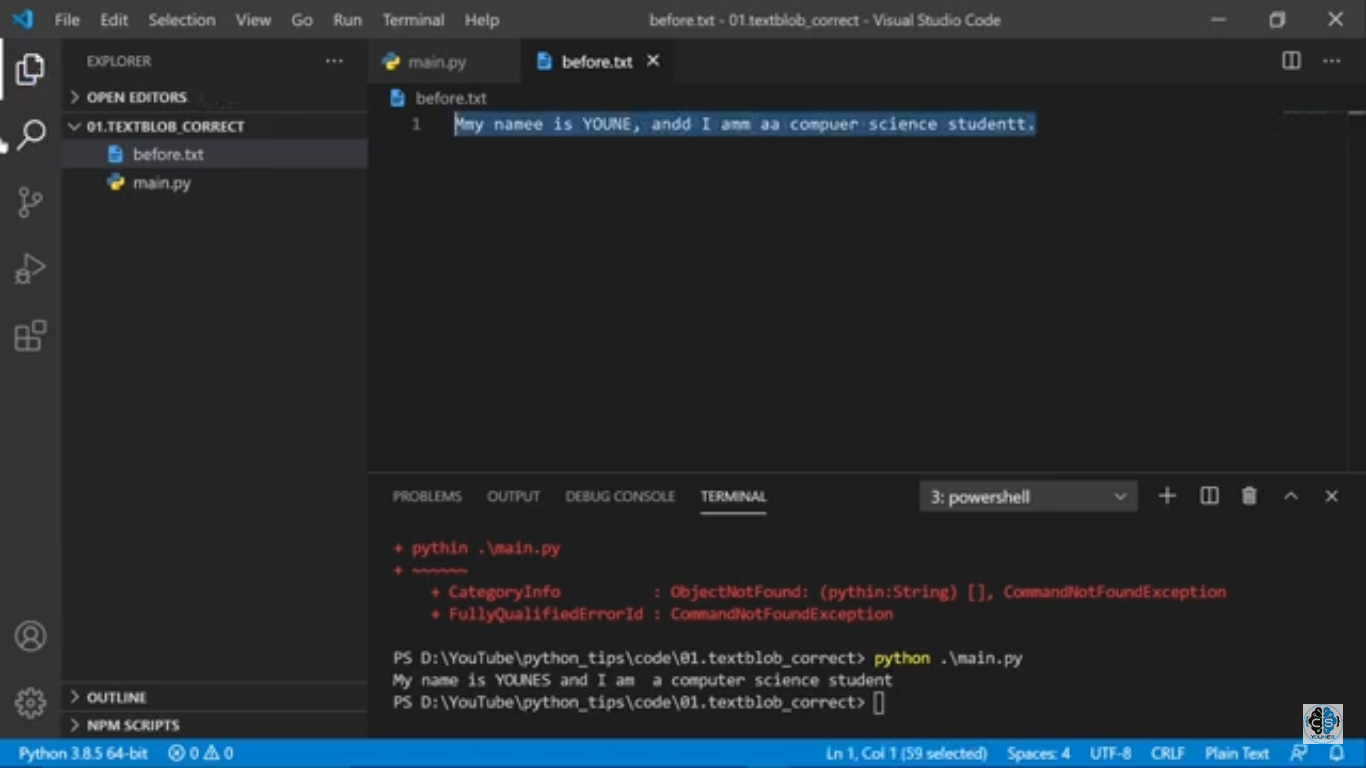 File Edit Selection View Go Run Terminal Help before.txt - 01.textblob_correct - Visual Studio Code
EXPLORER
OPEN EDITORS
01.TEXTBLOB_CORRECT
before.txt
main.py
main.py before.txt
before.txt
1 Mmy namee is YOUNE, andd I amm aa compuer science studentt.
PROBLEMS OUTPUT DEBUG CONSOLE TERMINAL 3: powershell
+ pythin .\main.py
+ ~~~~~~
+ CategoryInfo : ObjectNotFound: (pythin:String) [], CommandNotFoundException
+ FullyQualifiedErrorId : CommandNotFoundException
PS D:\YouTube\python_tips\code\01.textblob_correct> python .\main.py
My name is YOUNES and I am  a computer science student
PS D:\YouTube\python_tips\code\01.textblob_correct>
OUTLINE
NPM SCRIPTS
CS
YOUNES
Python 3.8.5 64-bit 0 0 Ln 1, Col 1 (59 selected) Spaces: 4 UTF-8 CRLF Plain Text